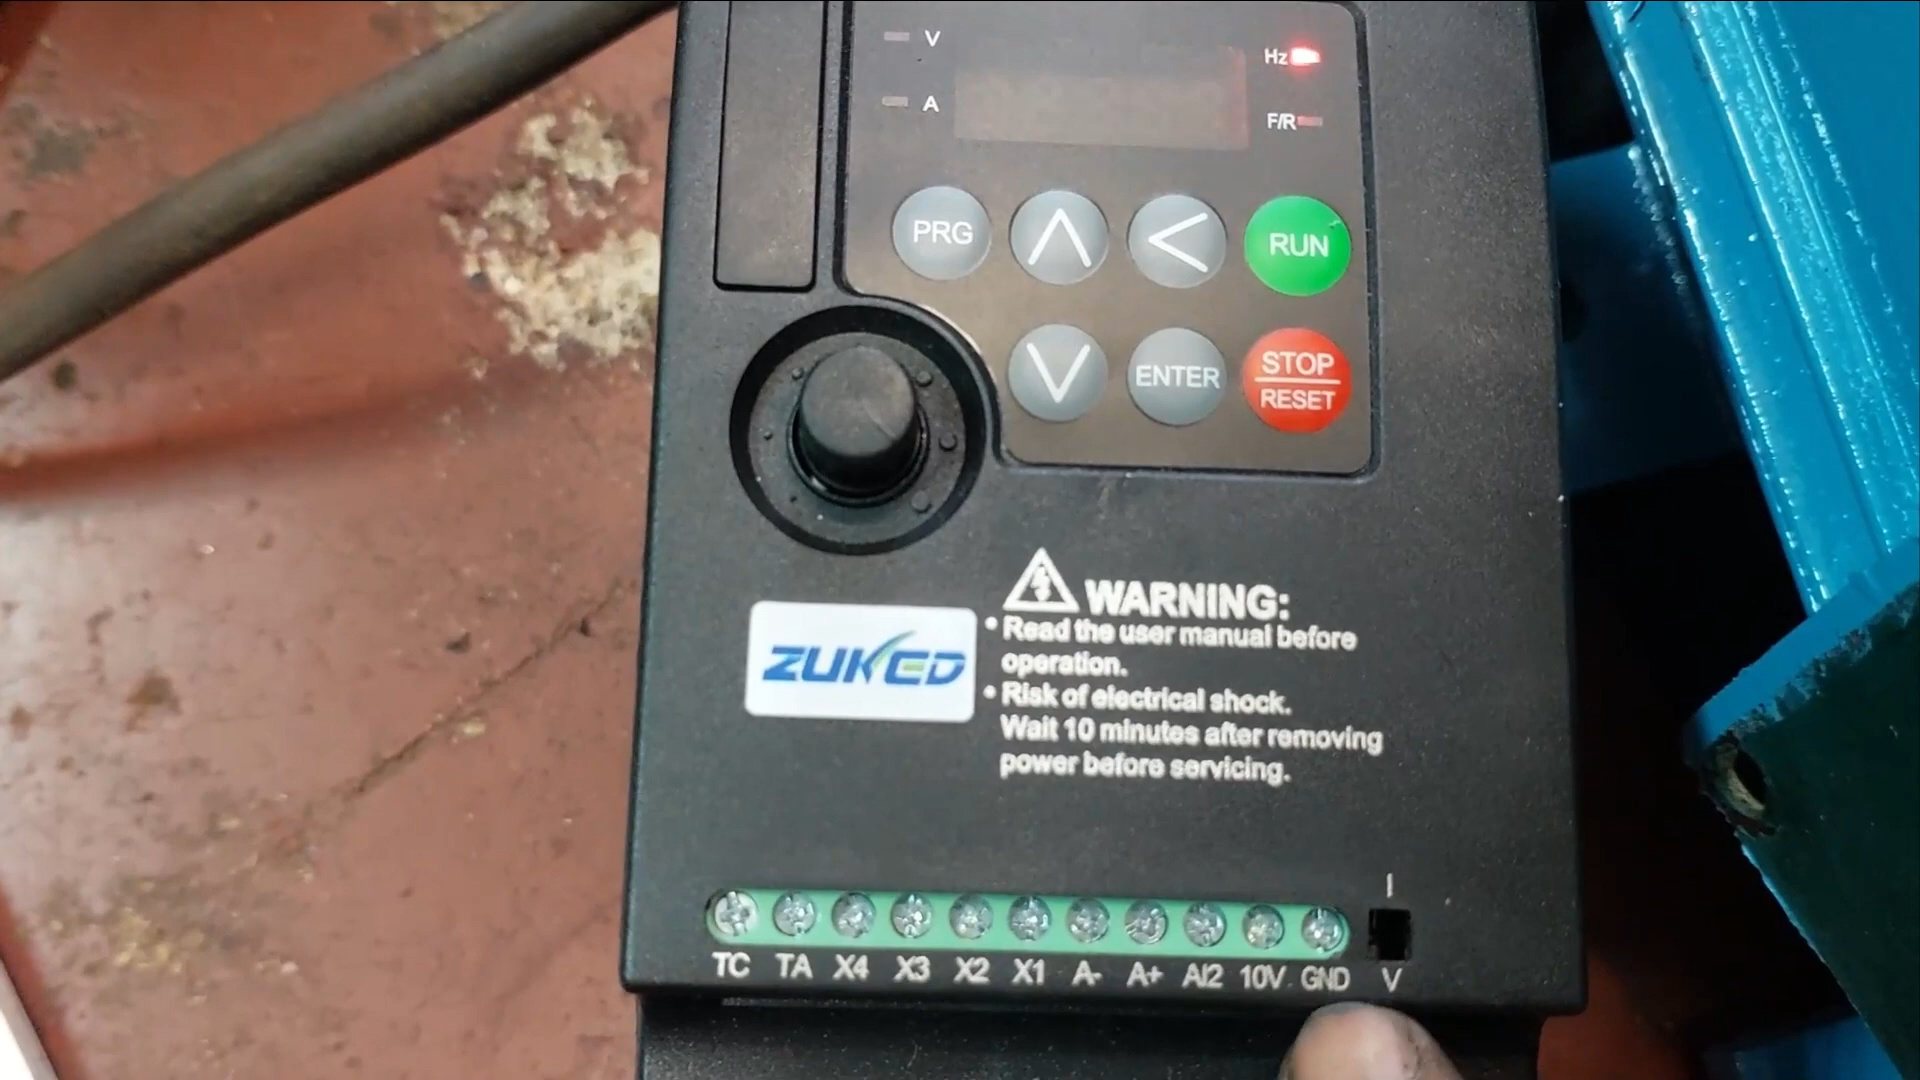 V
Hz
A
F/R
PRG
RUN
ENTER
STOP
RESET
WARNING:
• Read the user manual before
operation.
• Risk of electrical shock.
Wait 10 minutes after removing
power before servicing.
ZUKED
I
TC TA X4 X3 X2 X1 A- A+ AI2 10V GND V